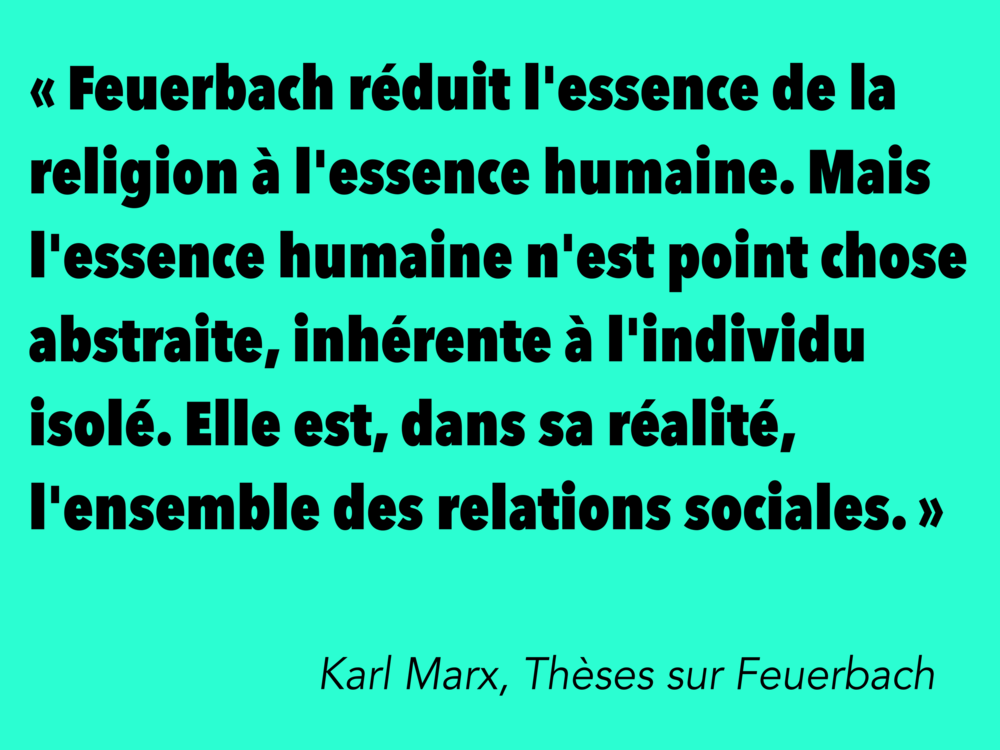 « Feuerbach réduit l'essence de la
religion à l'essence humaine. Mais
l'essence humaine n'est point chose
abstraite, inhérente à l'individu
isolé. Elle est, dans sa réalité,
l'ensemble des relations sociales. »
Karl Marx, Thèses sur Feuerbach